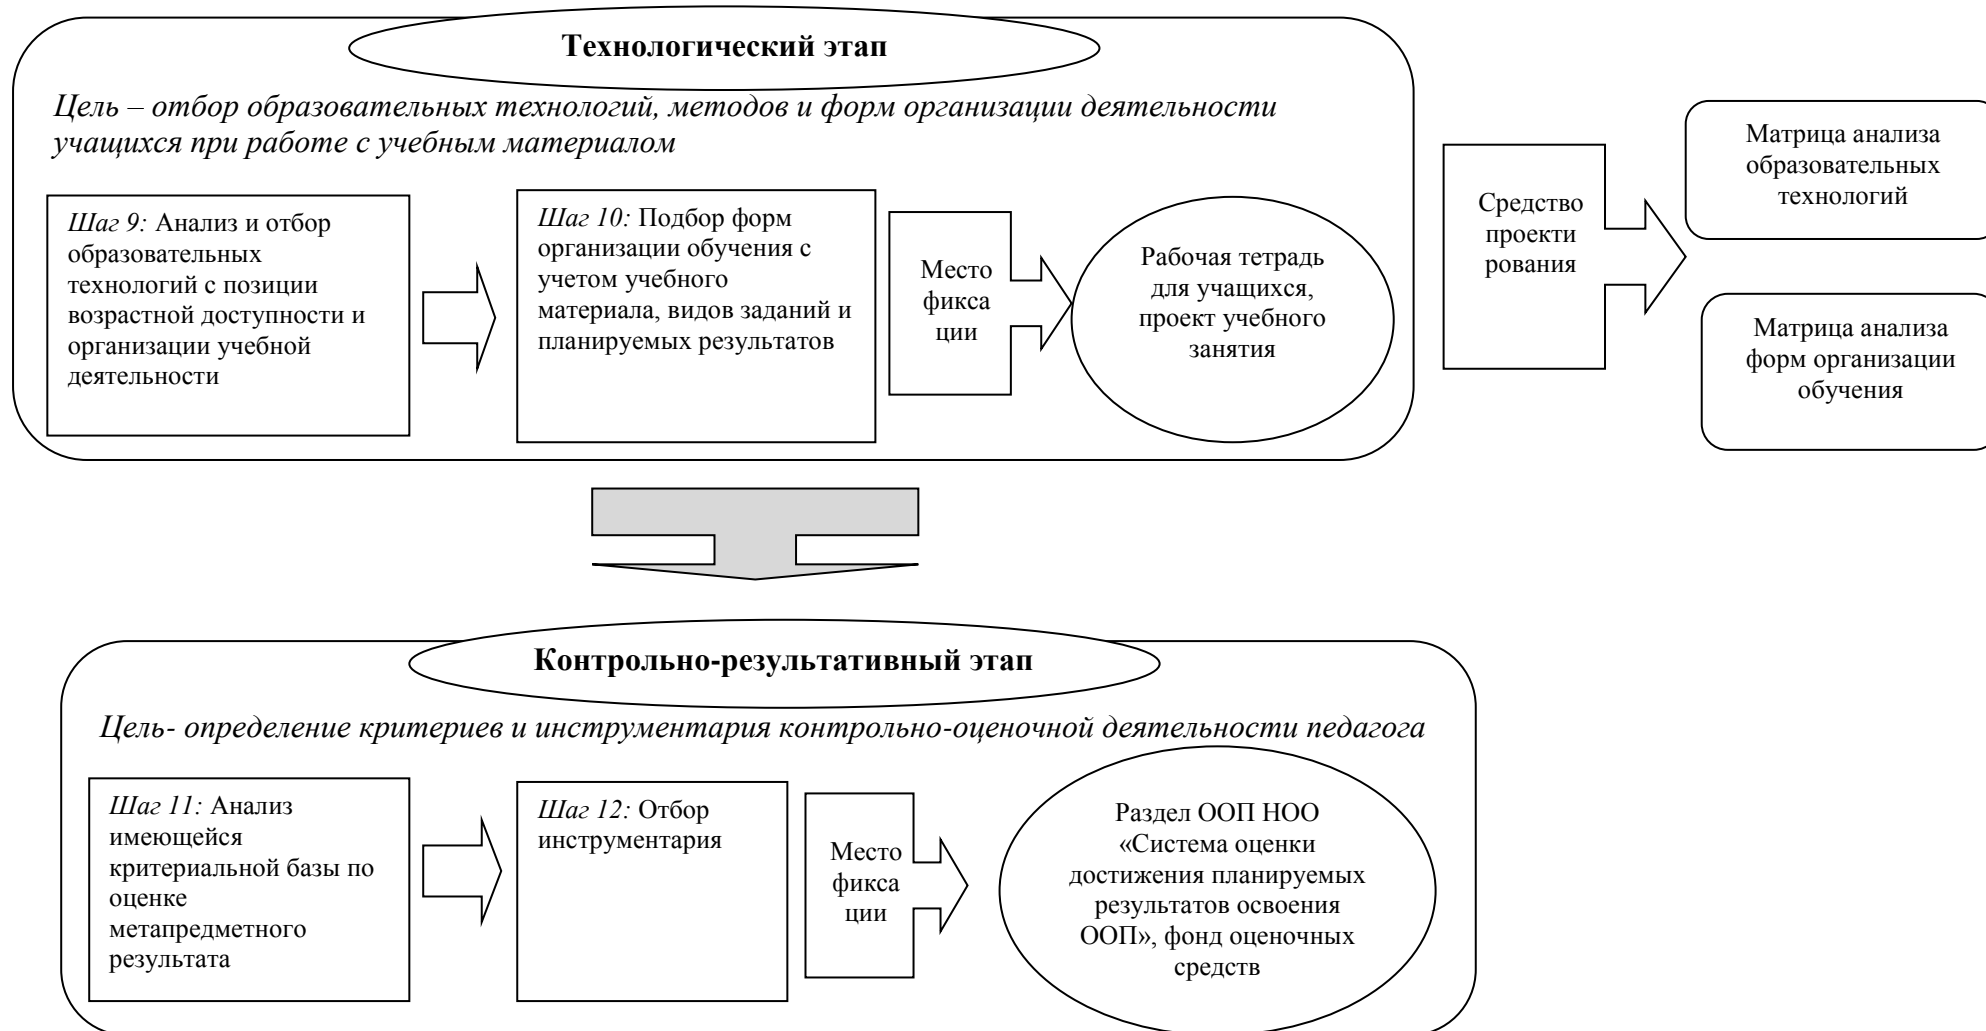 Технологический этап
Цель – отбор образовательных технологий, методов и форм организации деятельности
учащихся при работе с учебным материалом
Шаг 9: Анализ и отбор
образовательных
технологий с позиции
возрастной доступности и
организации учебной
деятельности
Шаг 10: Подбор форм
организации обучения с
учетом учебного
материала, видов заданий и
планируемых результатов
Место
фикса
ции
Рабочая тетрадь
для учащихся,
проект учебного
занятия
Средство
проекти
рования
Матрица анализа
образовательных
технологий
Матрица анализа
форм организации
обучения
Контрольно-результативный этап
Цель- определение критериев и инструментария контрольно-оценочной деятельности педагога
Шаг 11: Анализ
имеющейся
критериальной базы по
оценке
метапредметного
результата
Шаг 12: Отбор
инструментария
Место
фикса
ции
Раздел ООП НОО
«Система оценки
достижения планируемых
результатов освоения
ООП», фонд оценочных
средств